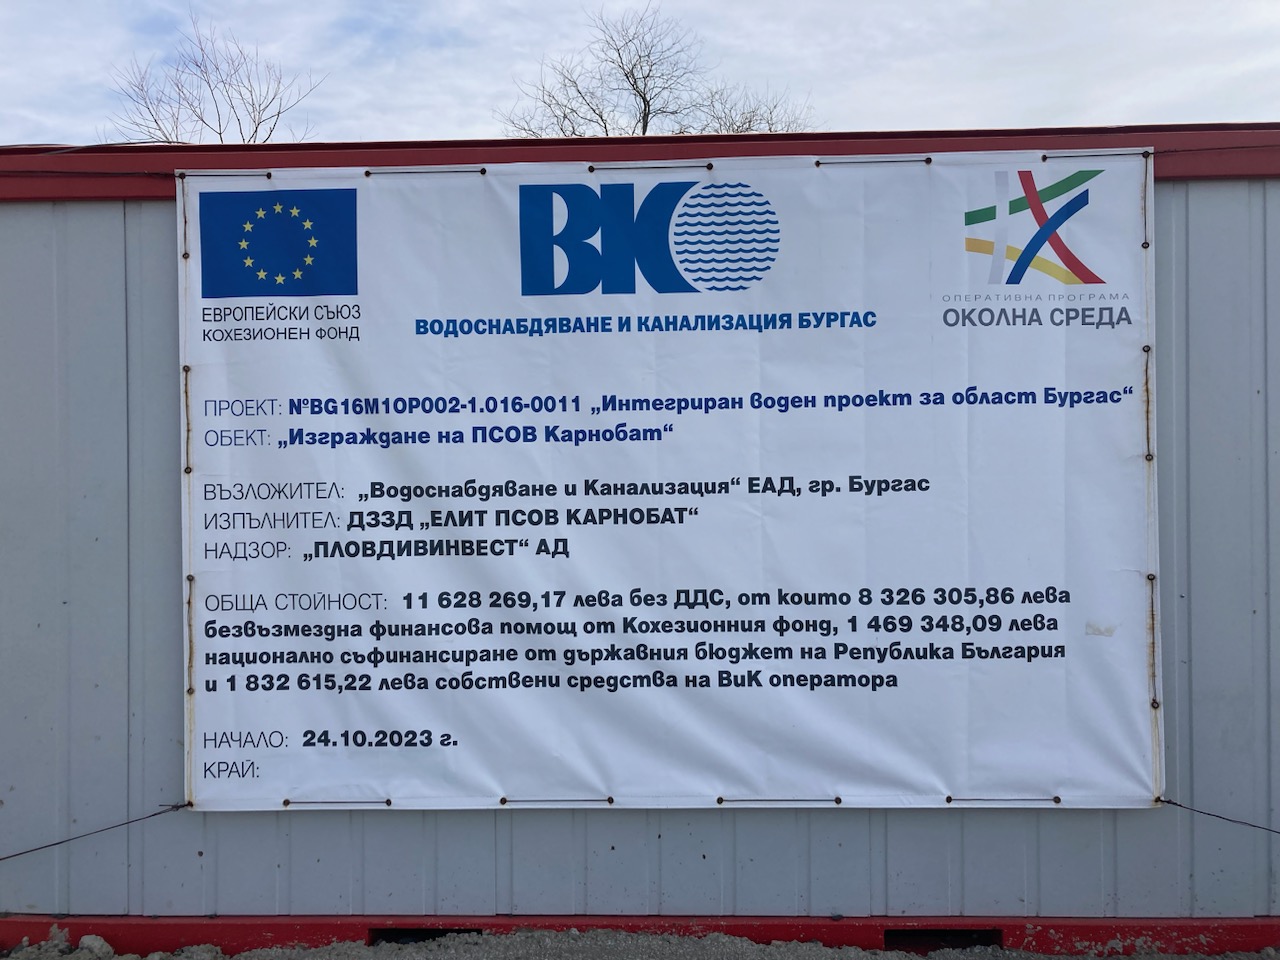 ЕВРОПЕЙСКИ СЪЮЗ
КОХЕЗИОНЕН ФОНД
ВК
ВОДОСНАБДЯВАНЕ И КАНАЛИЗАЦИЯ БУРГАС
ОПЕРАТИВНА ПРОГРАМА
ОКОЛНА СРЕДА
ПРОЕКТ: №BG16M1OP002-1.016-0011 „Интегриран воден проект за област Бургас“
ОБЕКТ: „Изграждане на ПСОВ Карнобат“
ВЪЗЛОЖИТЕЛ: „Водоснабдяване и Канализация“ ЕАД, гр. Бургас
ИЗПЪЛНИТЕЛ: ДЗЗД „ЕЛИТ ПСОВ КАРНОБАТ“
НАДЗОР: „ПЛОВДИВИНВЕСТ“ АД
ОБЩА СТОЙНОСТ: 11 628 269,17 лева без ДДС, от които 8 326 305,86 лева
безвъзмездна финансова помощ от Кохезионния фонд, 1 469 348,09 лева
национално съфинансиране от държавния бюджет на Република България
и 1 832 615,22 лева собствени средства на ВиК оператора
НАЧАЛО: 24.10.2023 г.
КРАЙ: